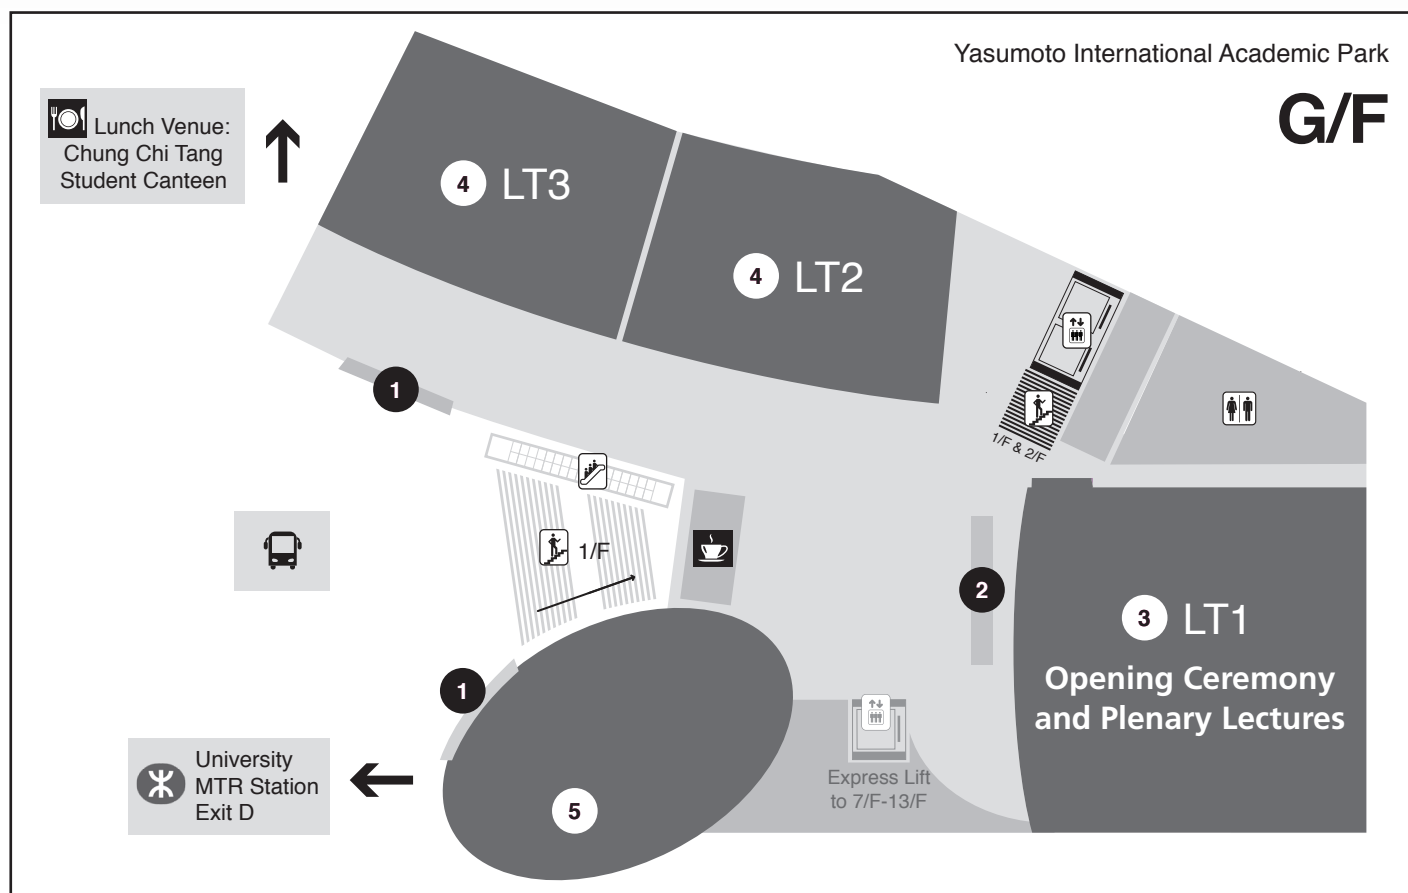 Yasumoto International Academic Park
G/F
Lunch Venue:
Chung Chi Tang
Student Canteen
4 LT3
4 LT2
1
1/F & 2/F
1/F
2
3 LT1
Opening Ceremony
and Plenary Lectures
1
University
MTR Station
Exit D
Express Lift
to 7/F-13/F
5